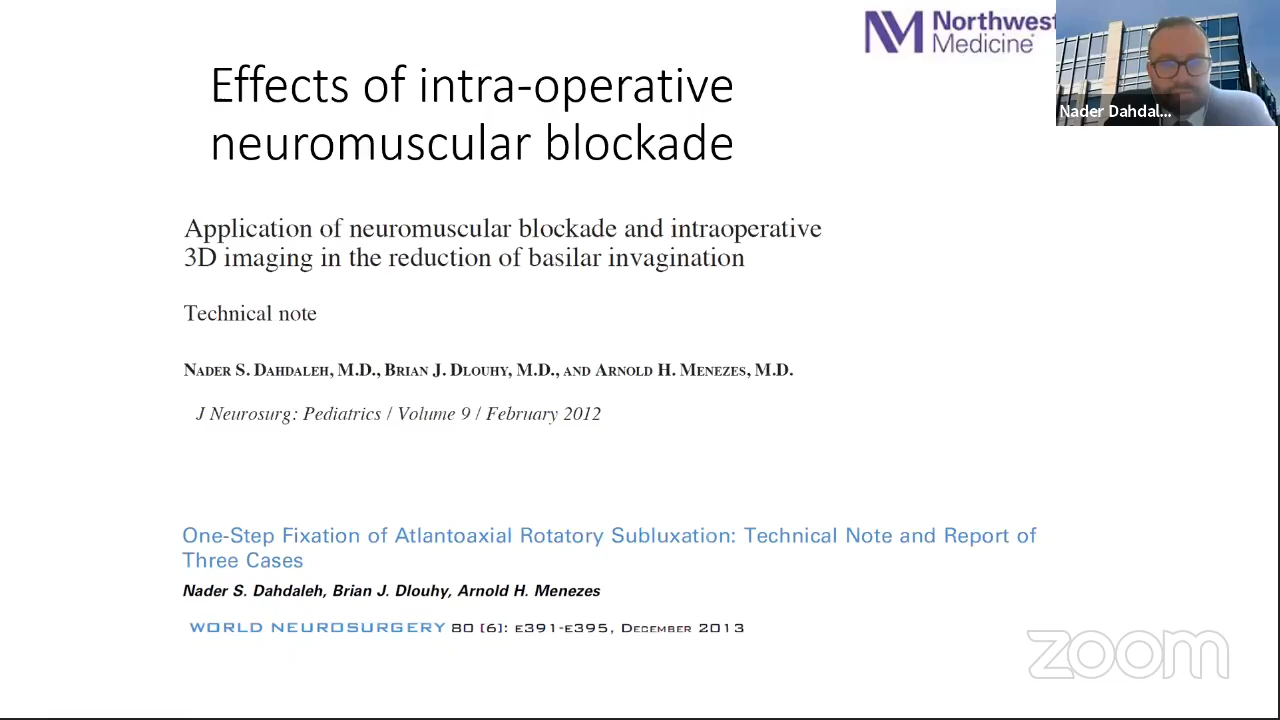 Northwest
Medicine
Nader Dahdal...
Effects of intra-operative
neuromuscular blockade
Application of neuromuscular blockade and intraoperative
3D imaging in the reduction of basilar invagination
Technical note
NADER S. DAHDALEH, M.D., BRIAN J. DLOUHY, M.D., AND ARNOLD H. MENEZES, M.D.
J Neurosurg: Pediatrics / Volume 9 / February 2012
One-Step Fixation of Atlantoaxial Rotatory Subluxation: Technical Note and Report of
Three Cases
Nader S. Dahdaleh, Brian J. Dlouhy, Arnold H. Menezes
WORLD NEUROSURGERY 80 [6]: E391-E395, DECEMBER 2013
zoom